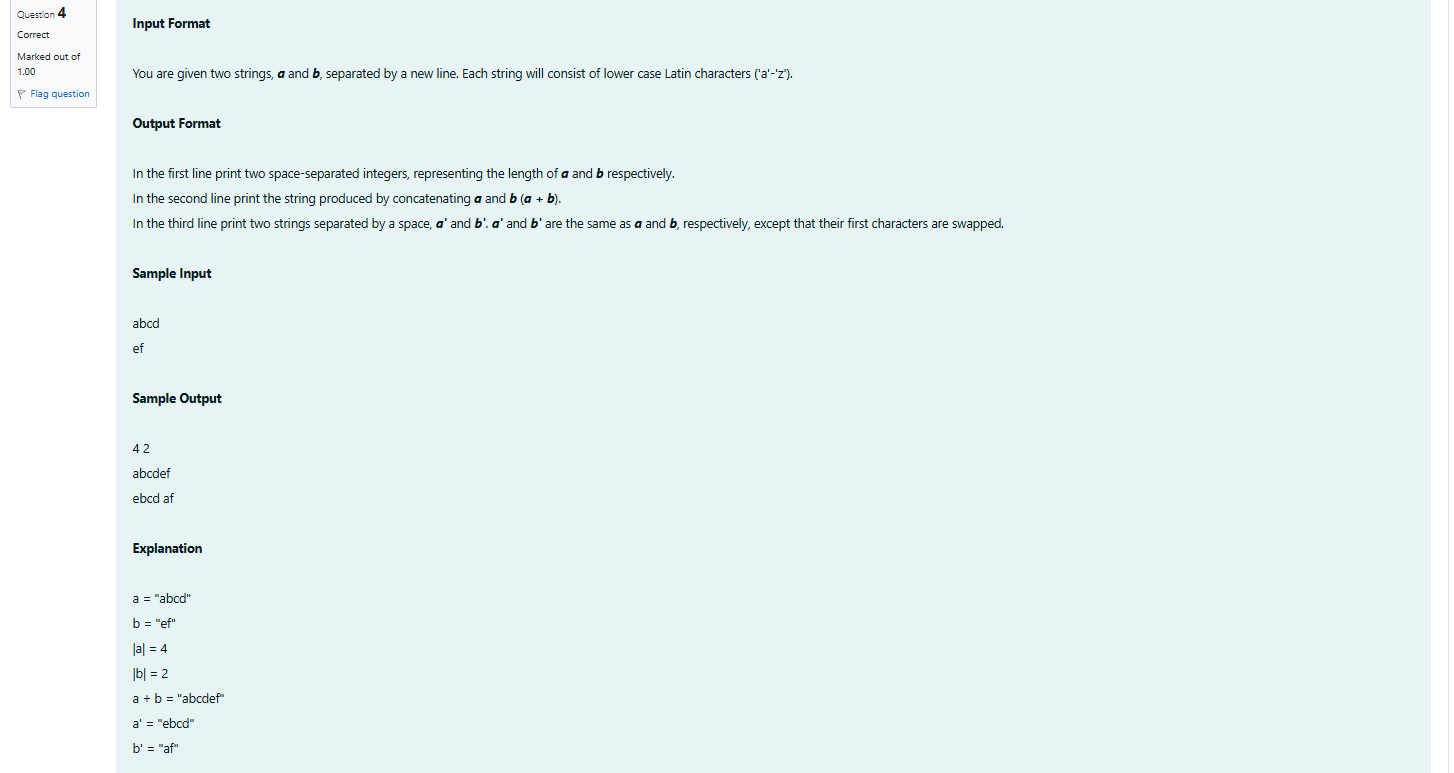 Question 4
Correct
Marked out of
1.00
Flag question
Input Format
You are given two strings, a and b, separated by a new line. Each string will consist of lower case Latin characters ('a'-'z').
Output Format
In the first line print two space-separated integers, representing the length of a and b respectively.
In the second line print the string produced by concatenating a and b (a + b).
In the third line print two strings separated by a space, a' and b'. a' and b' are the same as a and b, respectively, except that their first characters are swapped.
Sample Input
abcd
ef
Sample Output
4 2
abcdef
ebcd af
Explanation
a = "abcd"
b = "ef"
|a| = 4
|b| = 2
a + b = "abcdef"
a' = "ebcd"
b' = "af"